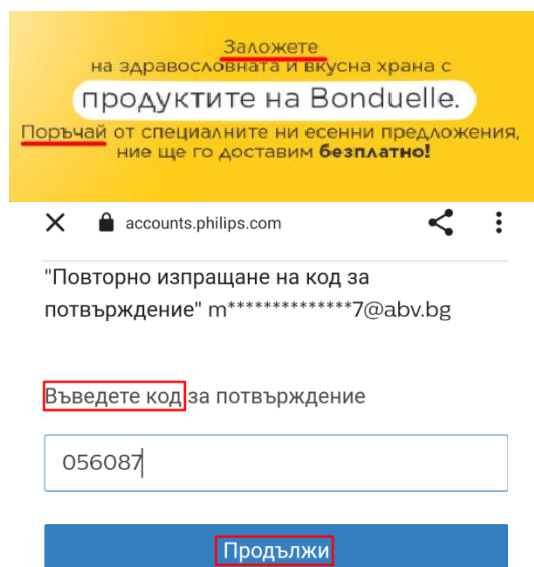 Заложете
на здравословната и вкусна храна с
продуктите на Bonduelle.
Поръчай от специалните ни есенни предложения,
ние ще го доставим безплатно!
accounts.philips.com
"Повторно изпращане на код за
потвърждение" m**************7@abv.bg
Въведете код за потвърждение
056087
Продължи